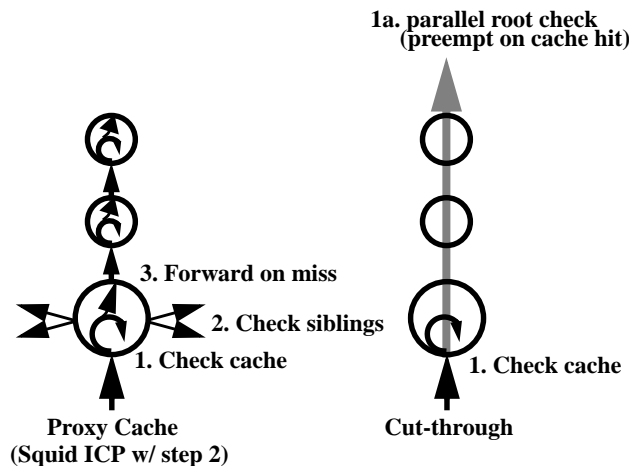 1a. parallel root check
(preempt on cache hit)
3. Forward on miss
2. Check siblings
1. Check cache
1. Check cache
Proxy Cache
(Squid ICP w/ step 2)
Cut-through